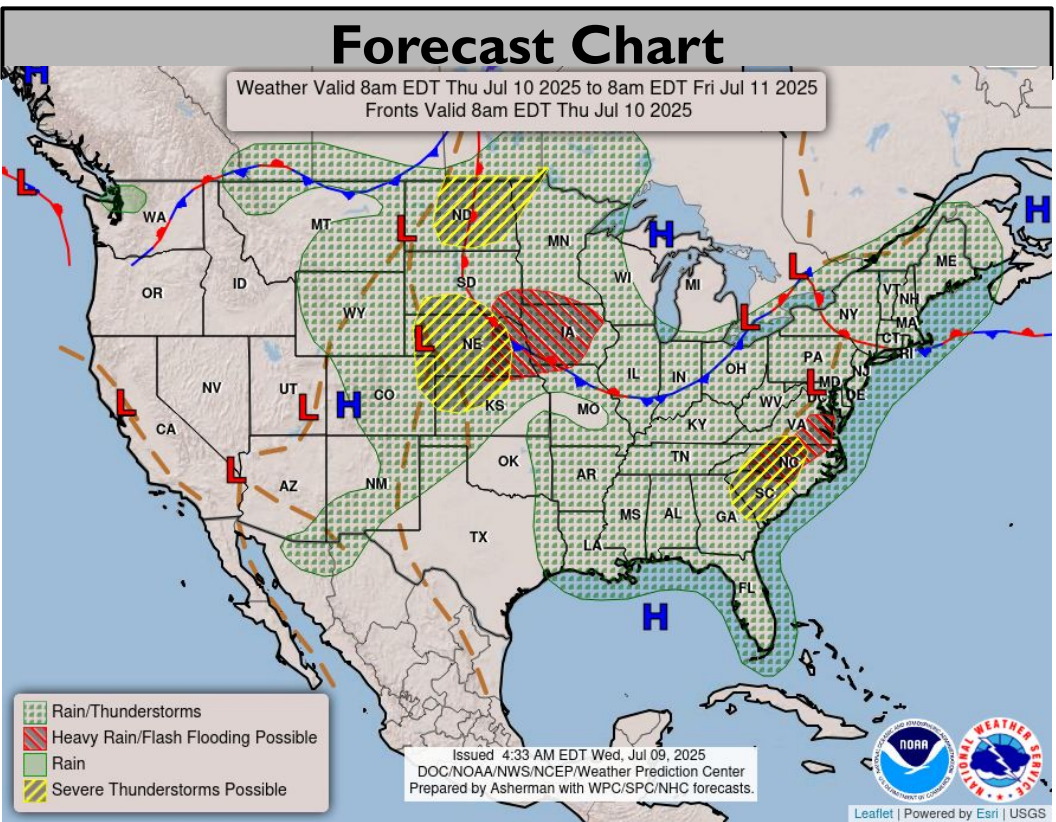 Forecast Chart
Weather Valid 8am EDT Thu Jul 10 2025 to 8am EDT Fri Jul 11 2025
Fronts Valid 8am EDT Thu Jul 10 2025
H
L
WA
MT
ND
MN
H
H
L
L
OR
ID
WY
SD
WI
MI
ME
VT
NH
NY
MA
CT
RI
L
L
NE
IA
NV
UT
CO
KS
MO
IL
IN
OH
PA
NJ
MD
DE
L
WV
VA
KY
L
CA
L
H
L
AZ
NM
OK
AR
TN
NC
SC
TX
LA
MS
AL
GA
FL
H
Rain/Thunderstorms
Heavy Rain/Flash Flooding Possible
Rain
Severe Thunderstorms Possible
Issued 4:33 AM EDT Wed, Jul 09, 2025
DOC/NOAA/NWS/NCEP/Weather Prediction Center
Prepared by Asherman with WPC/SPC/NHC forecasts.
NOAA
NATIONAL WEATHER SERVICE
Leaflet | Powered by Esri | USGS